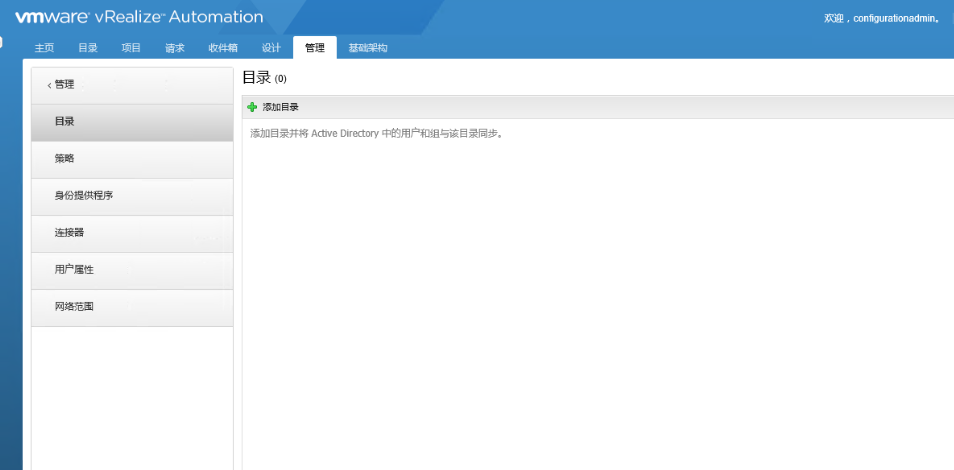 vmware® vRealize™ Automation
欢迎，configurationadmin。
主页 目录 项目 请求 收件箱 设计 管理 基础架构
< 管理
目录
策略
身份提供程序
连接器
用户属性
网络范围
目录 (0)
添加目录
添加目录并将 Active Directory 中的用户和组与该目录同步。